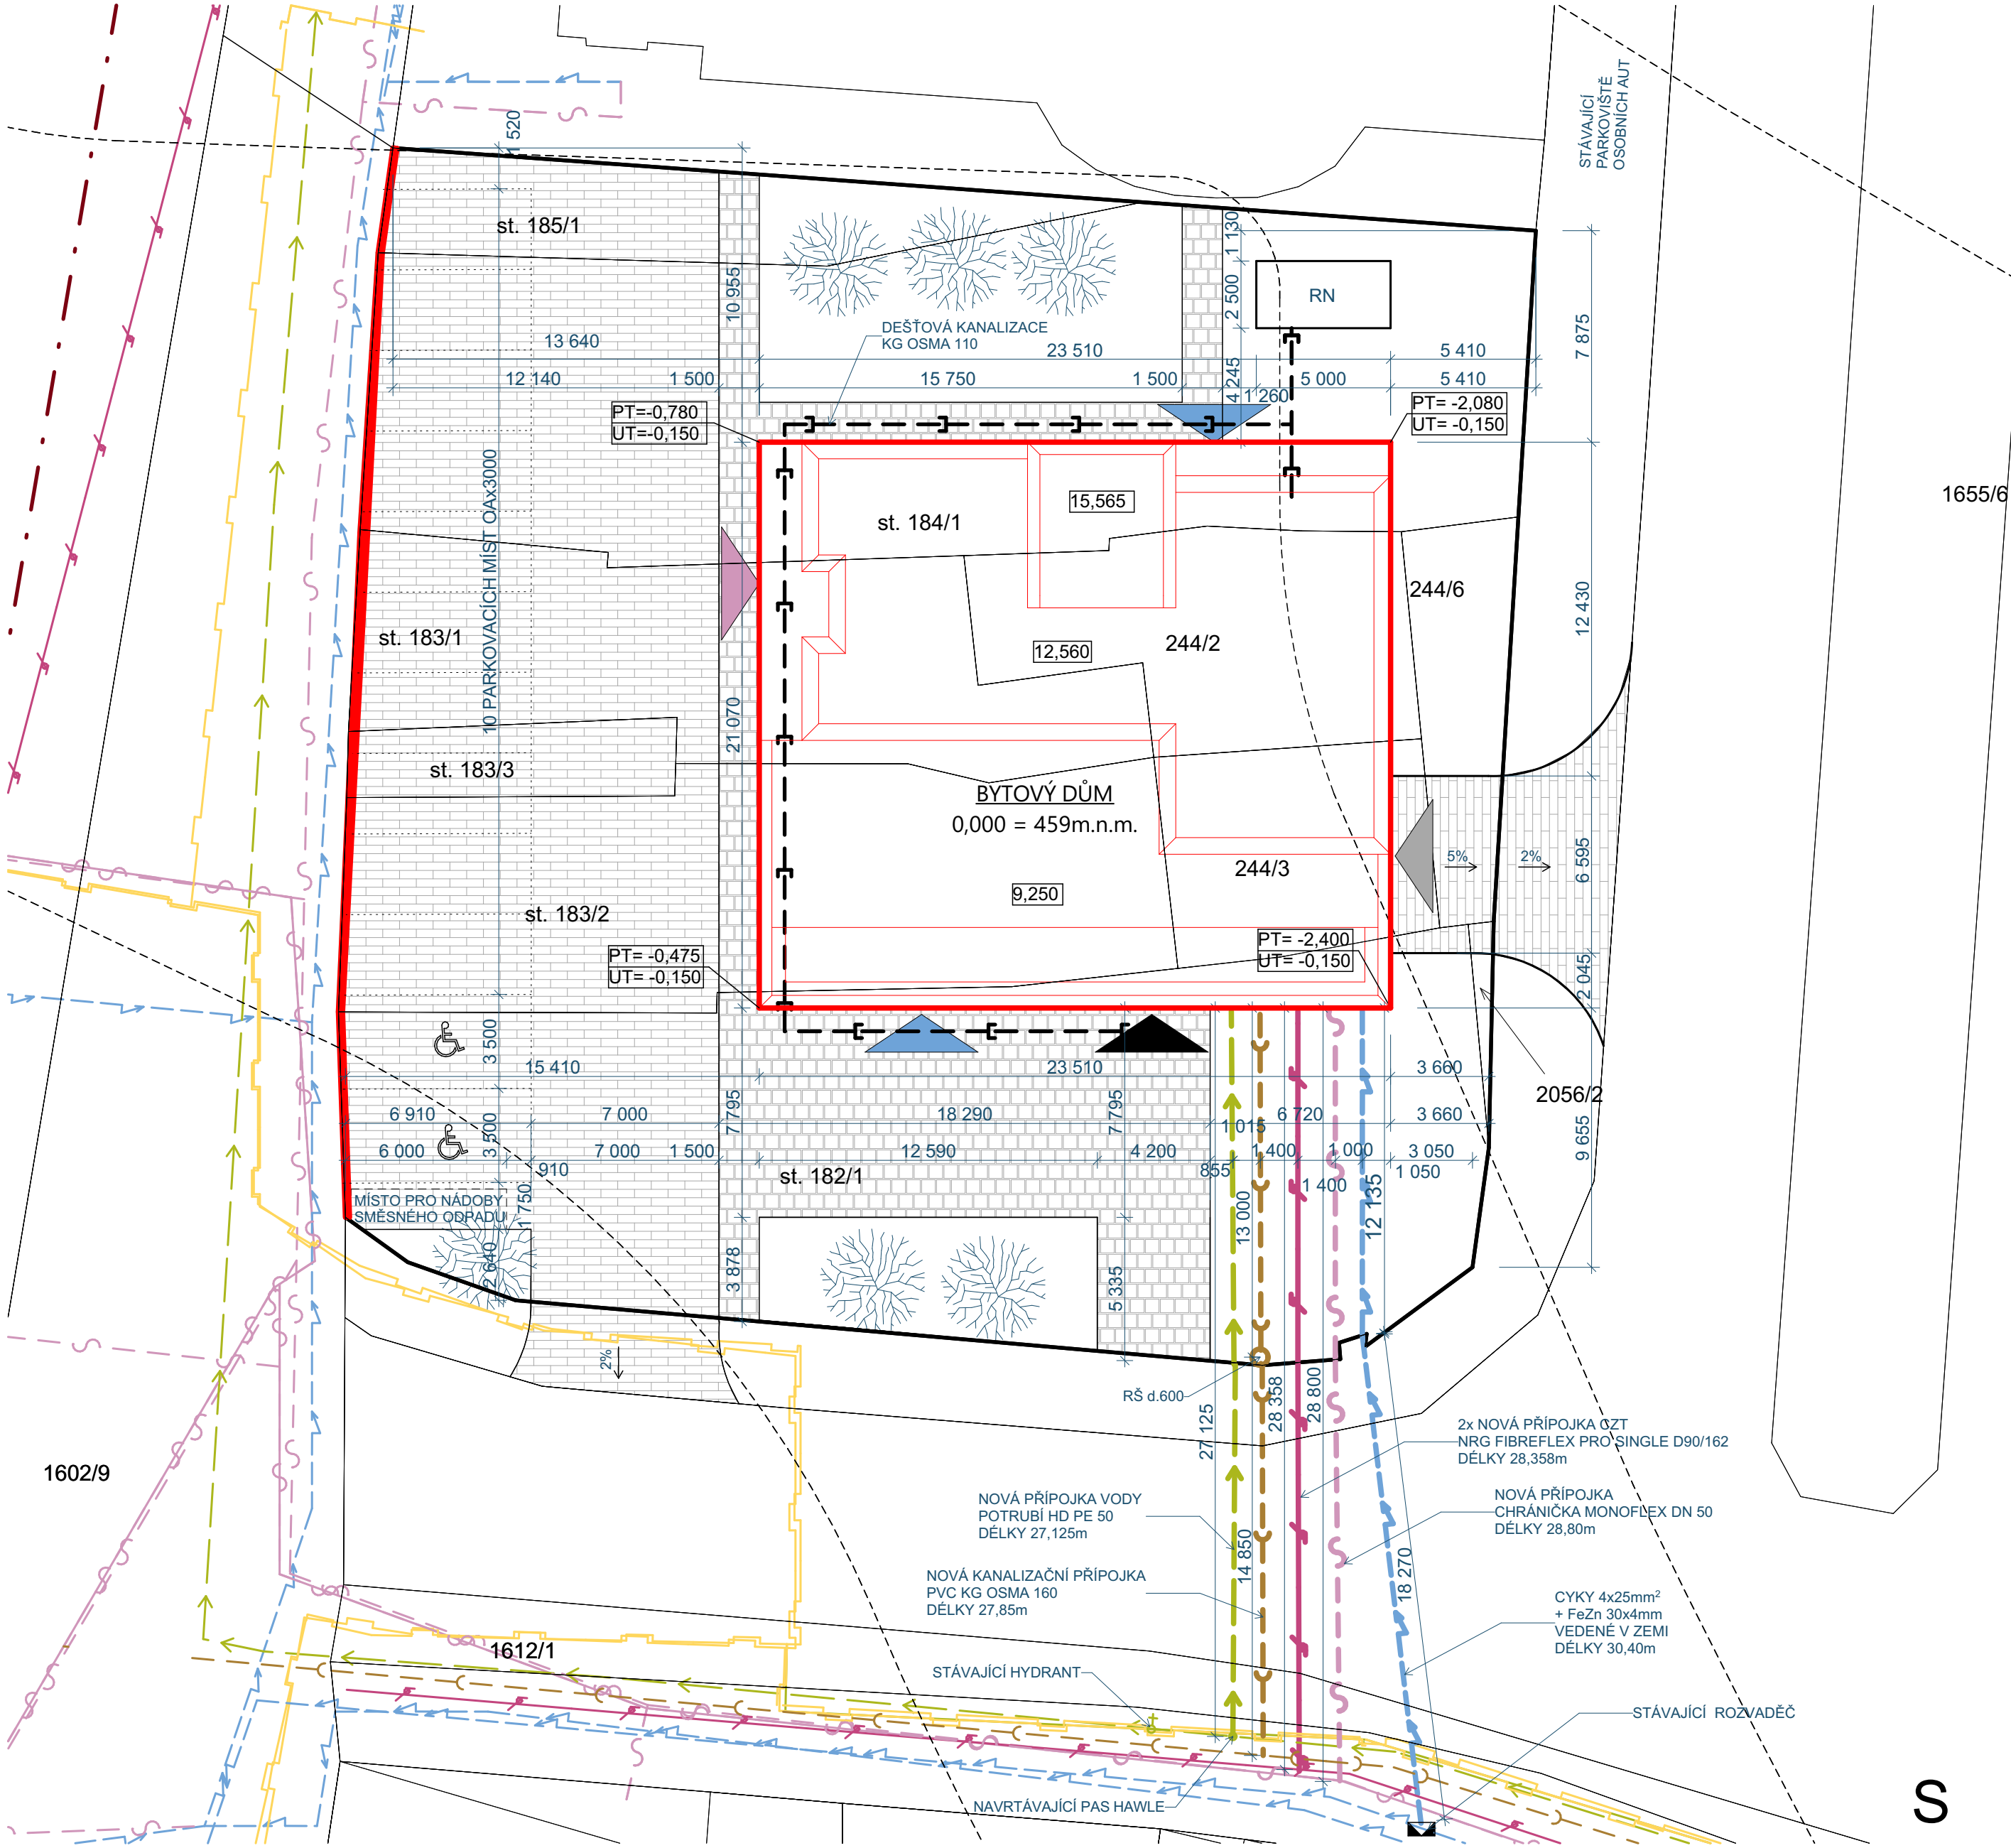 STÁVAJÍCÍ
PARKOVIŠTĚ
OSOBNÍCH AUT
1 520
st. 185/1
1 130
RN
2 500
10 955
7 875
DEŠŤOVÁ KANALIZACE
KG OSMA 110
13 640
23 510
5 410
12 140
1 500
15 750
1 500
4 245
1 260
5 000
5 410
PT=-0,780
UT=-0,150
PT= -2,080
UT= -0,150
1655/6
15,565
st. 184/1
10 PARKOVACÍCH MÍST OAx3000
244/6
12 430
st. 183/1
244/2
12,560
21 070
st. 183/3
BYTOVÝ DŮM
0,000 = 459m.n.m.
5%
2%
6 595
244/3
9,250
st. 183/2
PT= -0,475
UT= -0,150
PT= -2,400
UT= -0,150
2 045
3 500
15 410
23 510
3 660
2056/2
6 910
7 000
7 795
18 290
7 795
6 720
3 660
1 015
3 500
6 000
910
7 000
1 500
12 590
4 200
855
1 400
1 400
1 000
3 050
1 050
9 655
st. 182/1
MÍSTO PRO NÁDOBY
SMĚSNÉHO ODPADU
1 750
13 000
12 135
2 640
3 878
5 335
2%
RŠ d.600
27 125
28 358
28 800
2x NOVÁ PŘÍPOJKA CZT
NRG FIBREFLEX PRO SINGLE D90/162
DÉLKY 28,358m
1602/9
NOVÁ PŘÍPOJKA VODY
POTRUBÍ HD PE 50
DÉLKY 27,125m
NOVÁ PŘÍPOJKA
CHRÁNIČKA MONOFLEX DN 50
DÉLKY 28,80m
14 850
18 270
NOVÁ KANALIZAČNÍ PŘÍPOJKA
PVC KG OSMA 160
DÉLKY 27,85m
CYKY 4x25mm²
+ FeZn 30x4mm
VEDENÉ V ZEMI
DÉLKY 30,40m
1612/1
STÁVAJÍCÍ HYDRANT
STÁVAJÍCÍ ROZVADĚČ
NAVRTÁVAJÍCÍ PAS HAWLE
S